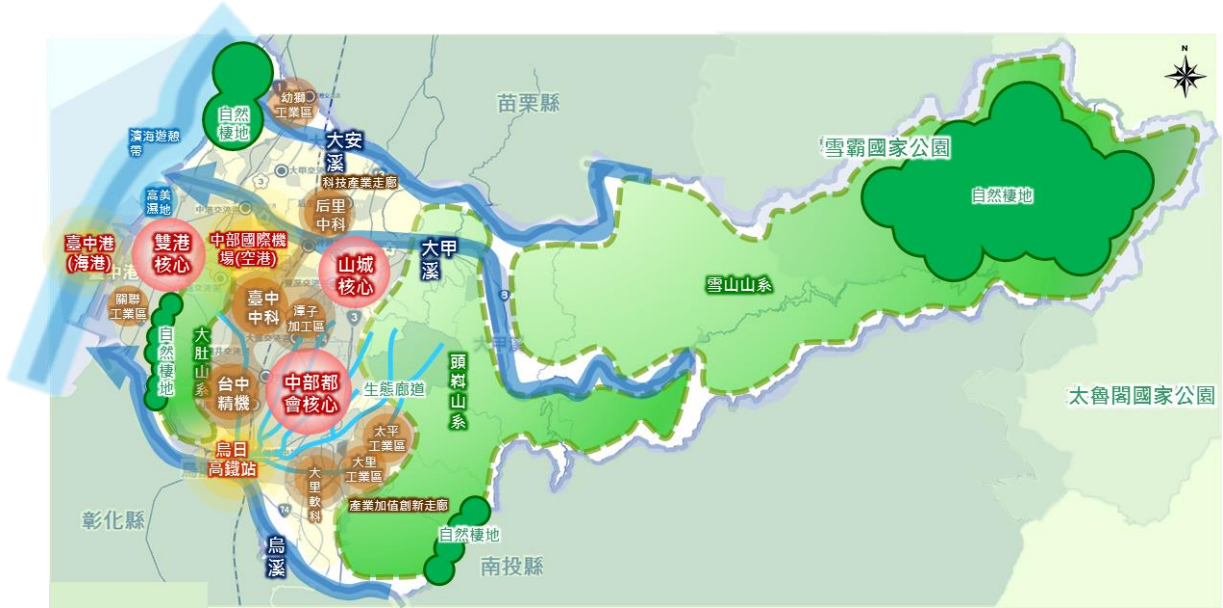 N
苗栗縣
幼獅
工業區
自然
棲地
濱海遊憩
帶
大安
溪
雪霸國家公園
科技產業走廊
高美
濕地
后里
中科
自然棲地
臺中港
(海港)
雙港
核心
中部國際機
場(空港)
山城
核心
大甲
溪
雪山山系
關聯
工業區
臺中
中科
潭子
加工區
3
自然棲地
大肚山系
大甲溪
頭嵙山系
台中
精機
中部都
會核心
生態廊道
太魯閣國家公園
太平
工業區
烏日
高鐵站
大里
工業區
大里軟科
產業加值創新走廊
74
彰化縣
烏
溪
自然棲地
南投縣